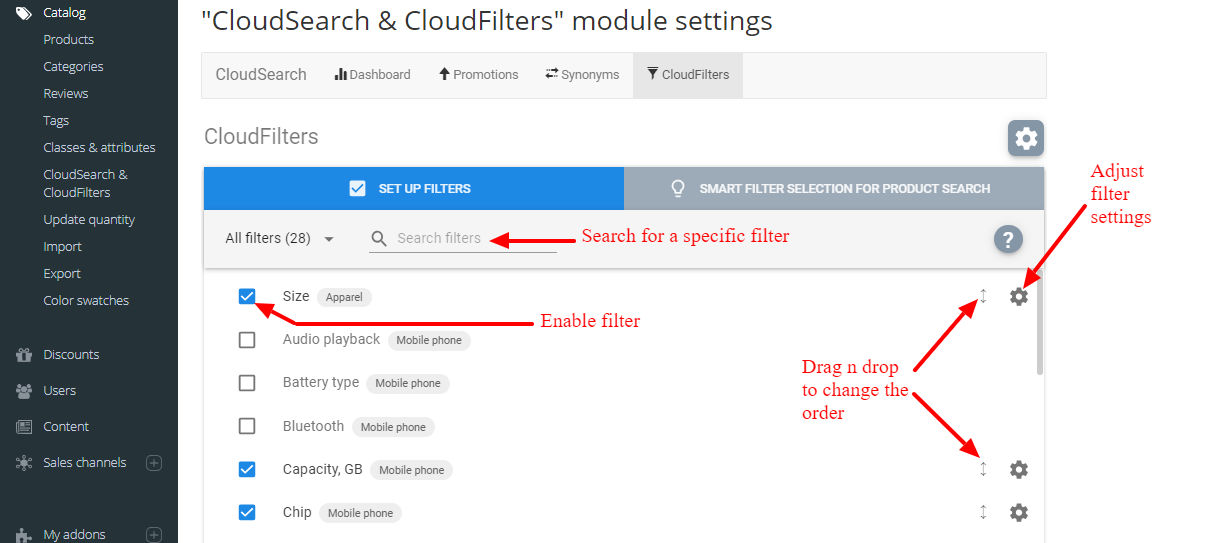 Catalog
Products
Categories
Reviews
Tags
Classes & attributes
CloudSearch &
CloudFilters
Update quantity
Import
Export
Color swatches
Discounts
Users
Content
Sales channels
My addons
"CloudSearch & CloudFilters" module settings
CloudSearch Dashboard Promotions Synonyms CloudFilters
CloudFilters
SET UP FILTERS SMART FILTER SELECTION FOR PRODUCT SEARCH
Adjust
filter
settings
All filters (28) Search filters Search for a specific filter ?
Size Apparel
Enable filter
Audio playback Mobile phone
Battery type Mobile phone
Drag n drop
to change the
order
Bluetooth Mobile phone
Capacity, GB Mobile phone
Chip Mobile phone